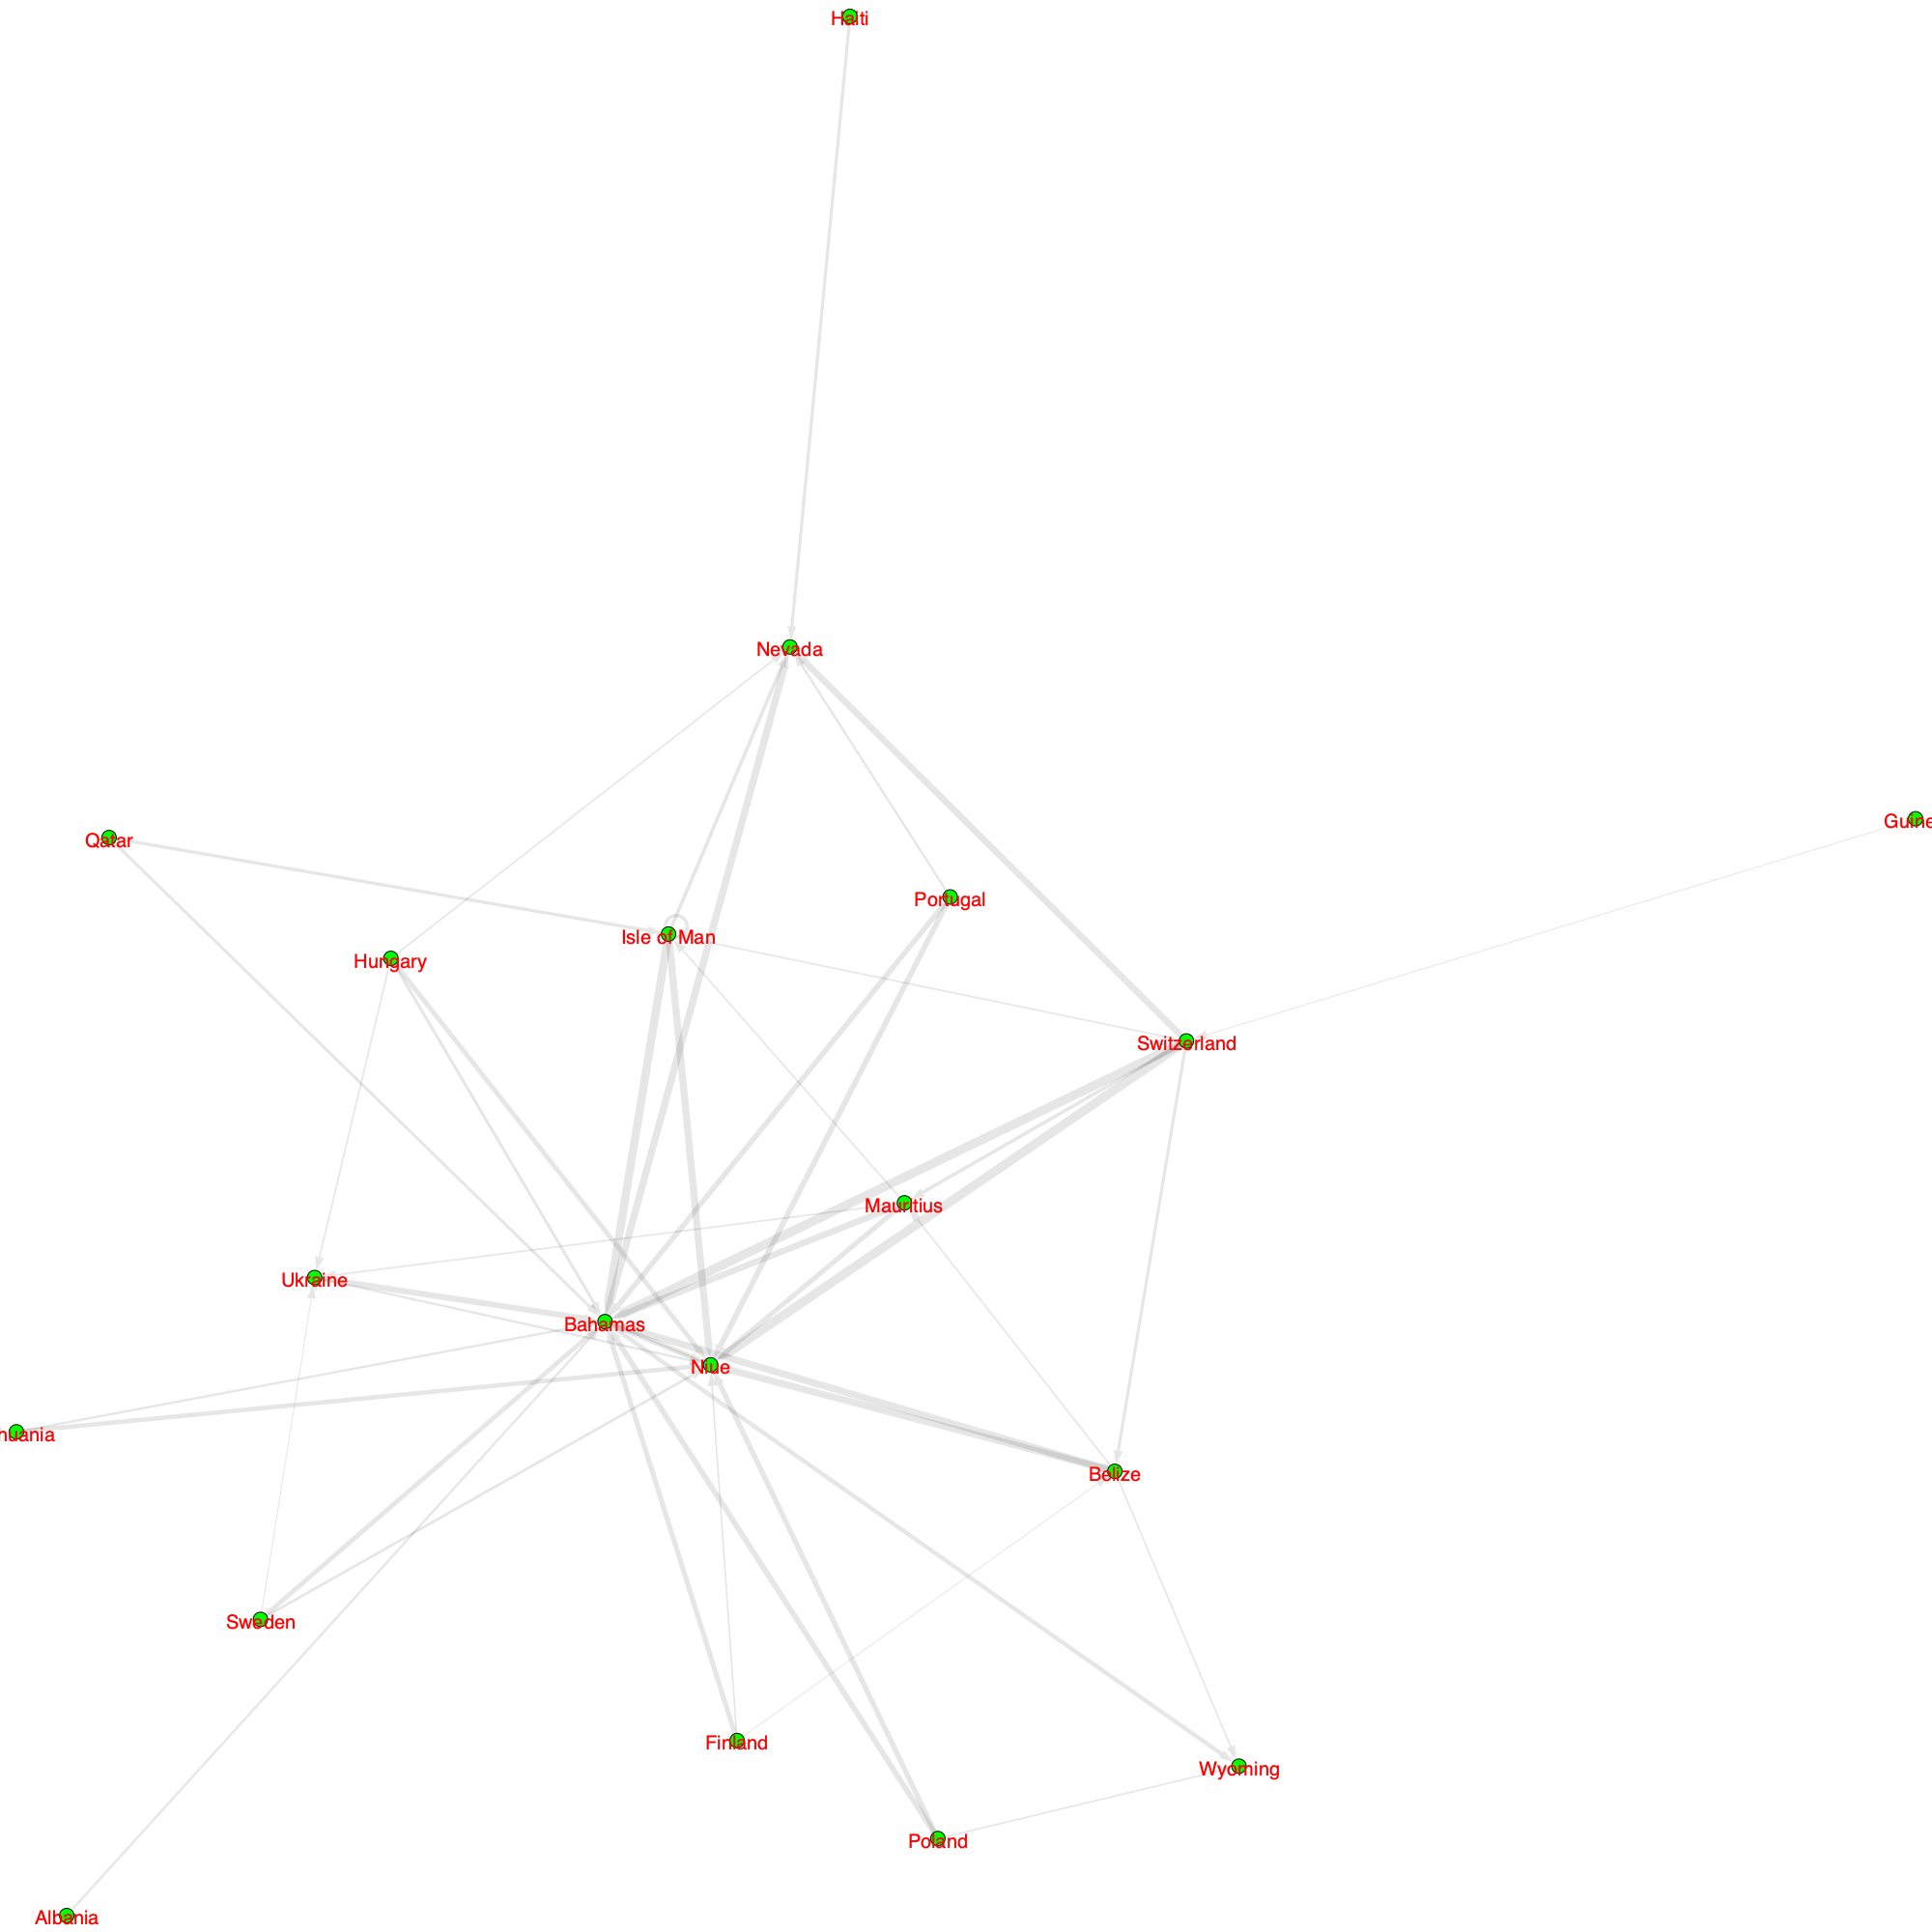 Haiti
Nevada
Qatar
Guine
Portugal
Isle of Man
Hungary
Switzerland
Mauritius
Ukraine
Bahamas
Niue
huania
Belize
Sweden
Finland
Wyoming
Poland
Albania